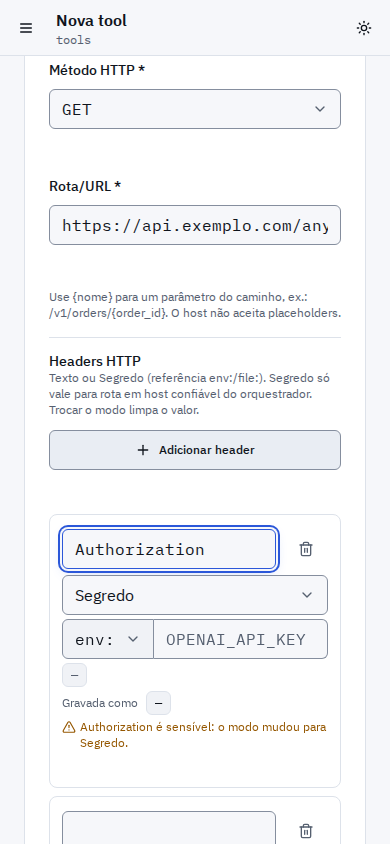 Nova tool
tools
Método HTTP *
GET
Rota/URL *
https://api.exemplo.com/any
Use {nome} para um parâmetro do caminho, ex.:
/v1/orders/{order_id}. O host não aceita placeholders.
Headers HTTP
Texto ou Segredo (referência env:/file:). Segredo só
vale para rota em host confiável do orquestrador.
Trocar o modo limpa o valor.
Adicionar header
Authorization
Segredo
env: OPENAI_API_KEY
—
Gravada como —
Authorization é sensível: o modo mudou para
Segredo.